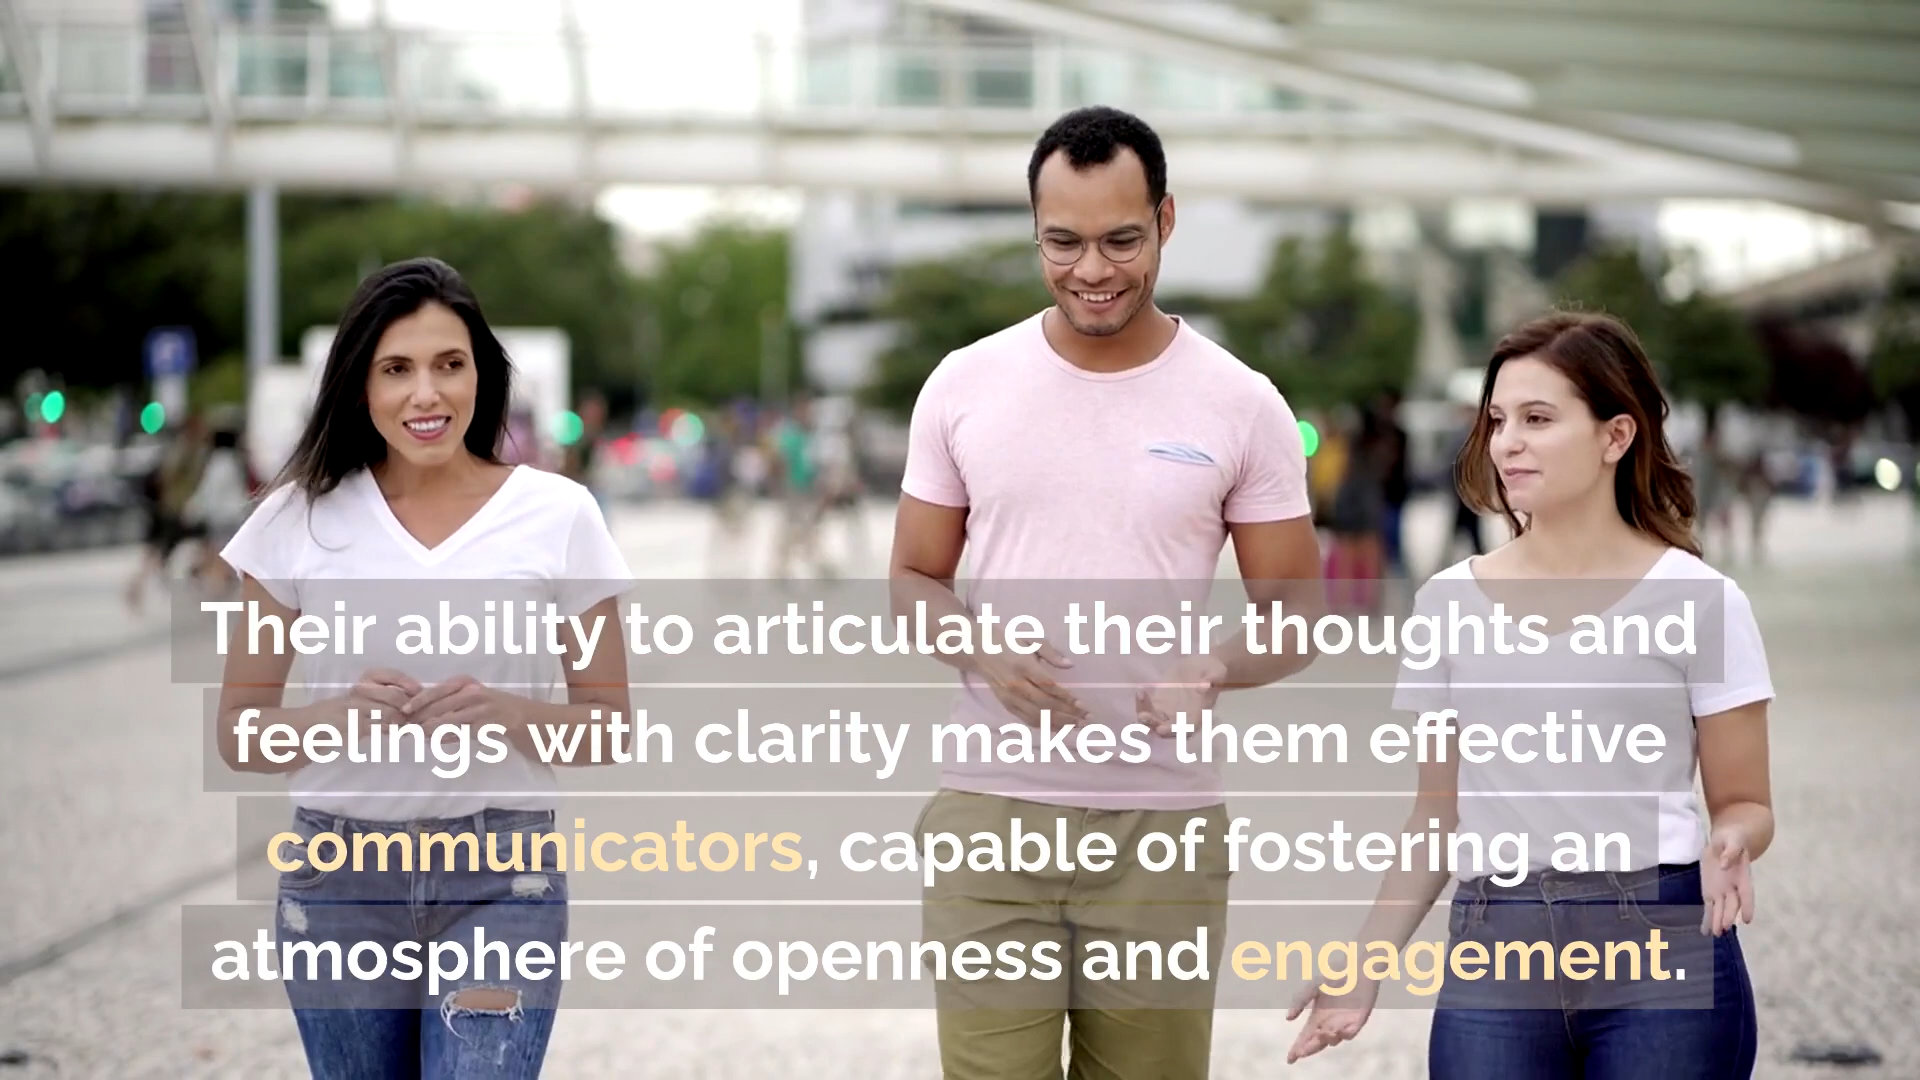 Their ability to articulate their thoughts and
feelings with clarity makes them effective
communicators, capable of fostering an
atmosphere of openness and engagement.